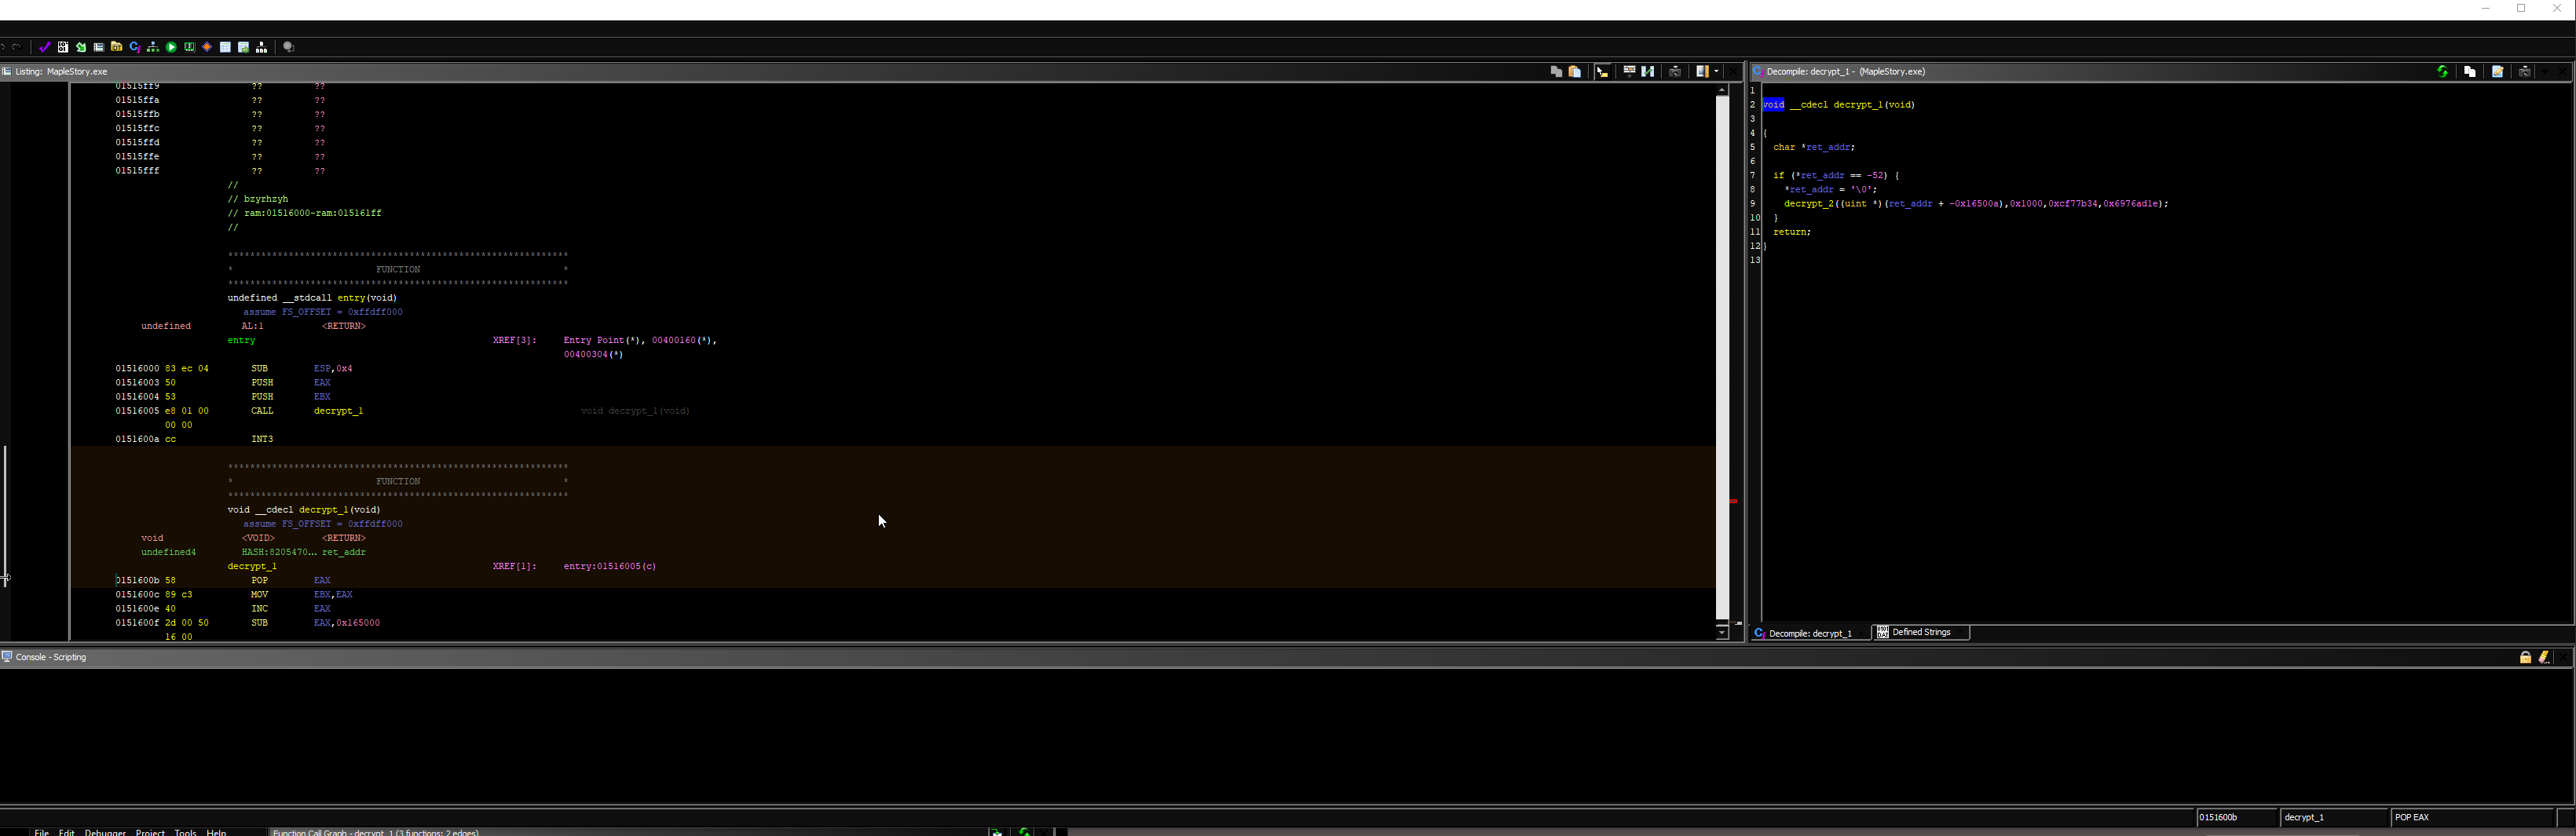 Listing: MapleStory.exe
01515ff9 ?? ??
01515ffa ?? ??
01515ffb ?? ??
01515ffc ?? ??
01515ffd ?? ??
01515ffe ?? ??
01515fff ?? ??
//
// bzyrhzyh
// ram:01516000-ram:015161ff
//
************************************************************
* FUNCTION *
************************************************************
undefined __stdcall entry(void)
assume FS_OFFSET = 0xffdff000
undefined AL:1 <RETURN>
entry XREF[3]: Entry Point(*), 00400160(*),
00400304(*)
01516000 83 ec 04 SUB ESP,0x4
01516003 50 PUSH EAX
01516004 53 PUSH EBX
01516005 e8 01 00 CALL decrypt_1 void decrypt_1(void)
00 00
0151600a cc INT3
************************************************************
* FUNCTION *
************************************************************
void __cdecl decrypt_1(void)
assume FS_OFFSET = 0xffdff000
void <VOID> <RETURN>
undefined4 HASH:8205470... ret_addr
decrypt_1 XREF[1]: entry:01516005(c)
0151600b 58 POP EAX
0151600c 89 c3 MOV EBX,EAX
0151600e 40 INC EAX
0151600f 2d 00 50 SUB EAX,0x165000
16 00
Decompile: decrypt_1 - (MapleStory.exe)
1
2 void __cdecl decrypt_1(void)
3
4 {
5 char *ret_addr;
6
7 if (*ret_addr == -52) {
8 *ret_addr = '\0';
9 decrypt_2((uint *)(ret_addr + -0x16500a),0x1000,0xcf77b34,0x6976ad1e);
10 }
11 return;
12 }
13
Decompile: decrypt_1
Defined Strings
Console - Scripting
0151600b decrypt_1 POP EAX
File Edit Debugger Project Tools Help
Function Call Graph - decrypt_1 (3 functions; 2 edges)